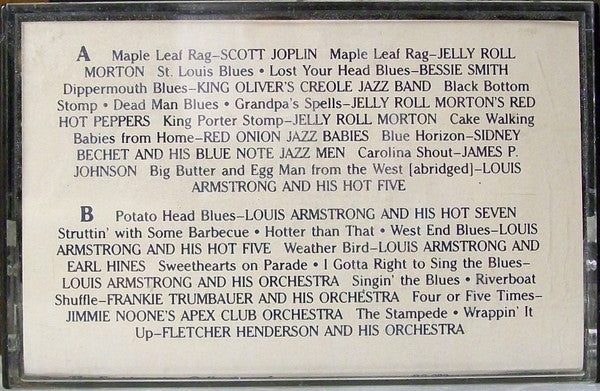 A Maple Leaf Rag–SCOTT JOPLIN Maple Leaf Rag–JELLY ROLL
MORTON St. Louis Blues • Lost Your Head Blues–BESSIE SMITH
Dippermouth Blues–KING OLIVER'S CREOLE JAZZ BAND Black Bottom
Stomp • Dead Man Blues • Grandpa's Spells–JELLY ROLL MORTON'S RED
HOT PEPPERS King Porter Stomp–JELLY ROLL MORTON Cake Walking
Babies from Home–RED ONION JAZZ BABIES Blue Horizon–SIDNEY
BECHET AND HIS BLUE NOTE JAZZ MEN Carolina Shout–JAMES P.
JOHNSON Big Butter and Egg Man from the West [abridged]–LOUIS
ARMSTRONG AND HIS HOT FIVE
B Potato Head Blues–LOUIS ARMSTRONG AND HIS HOT SEVEN
Struttin' with Some Barbecue • Hotter than That • West End Blues–LOUIS
ARMSTRONG AND HIS HOT FIVE Weather Bird–LOUIS ARMSTRONG AND
EARL HINES Sweethearts on Parade • I Gotta Right to Sing the Blues–
LOUIS ARMSTRONG AND HIS ORCHESTRA Singin' the Blues • Riverboat
Shuffle–FRANKIE TRUMBAUER AND HIS ORCHESTRA Four or Five Times–
JIMMIE NOONE'S APEX CLUB ORCHESTRA The Stampede • Wrappin' It
Up–FLETCHER HENDERSON AND HIS ORCHESTRA